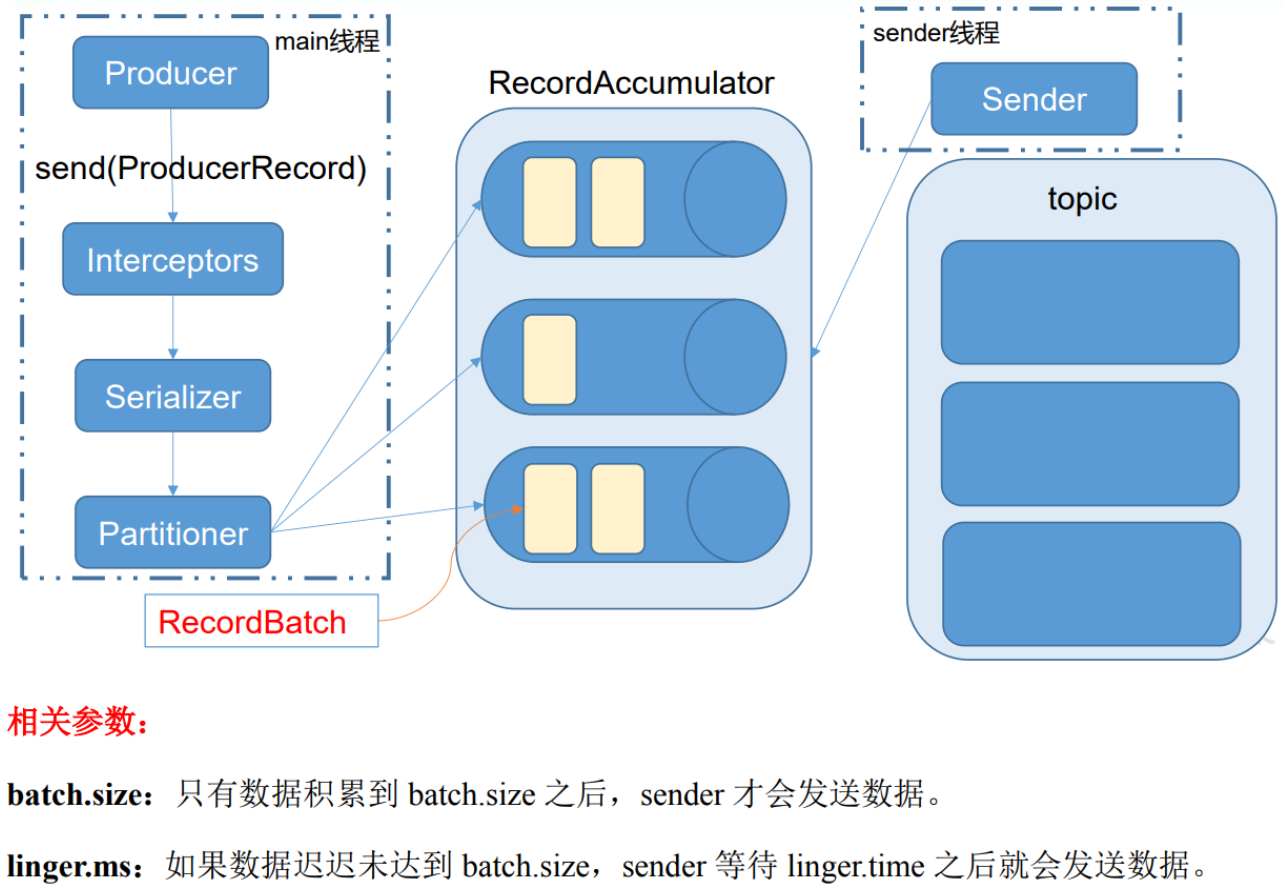 main线程
Producer
send(ProducerRecord)
Interceptors
Serializer
Partitioner
RecordBatch
RecordAccumulator
sender线程
Sender
topic
相关参数：
batch.size：只有数据积累到 batch.size 之后，sender 才会发送数据。
linger.ms：如果数据迟迟未达到 batch.size，sender 等待 linger.time 之后就会发送数据。